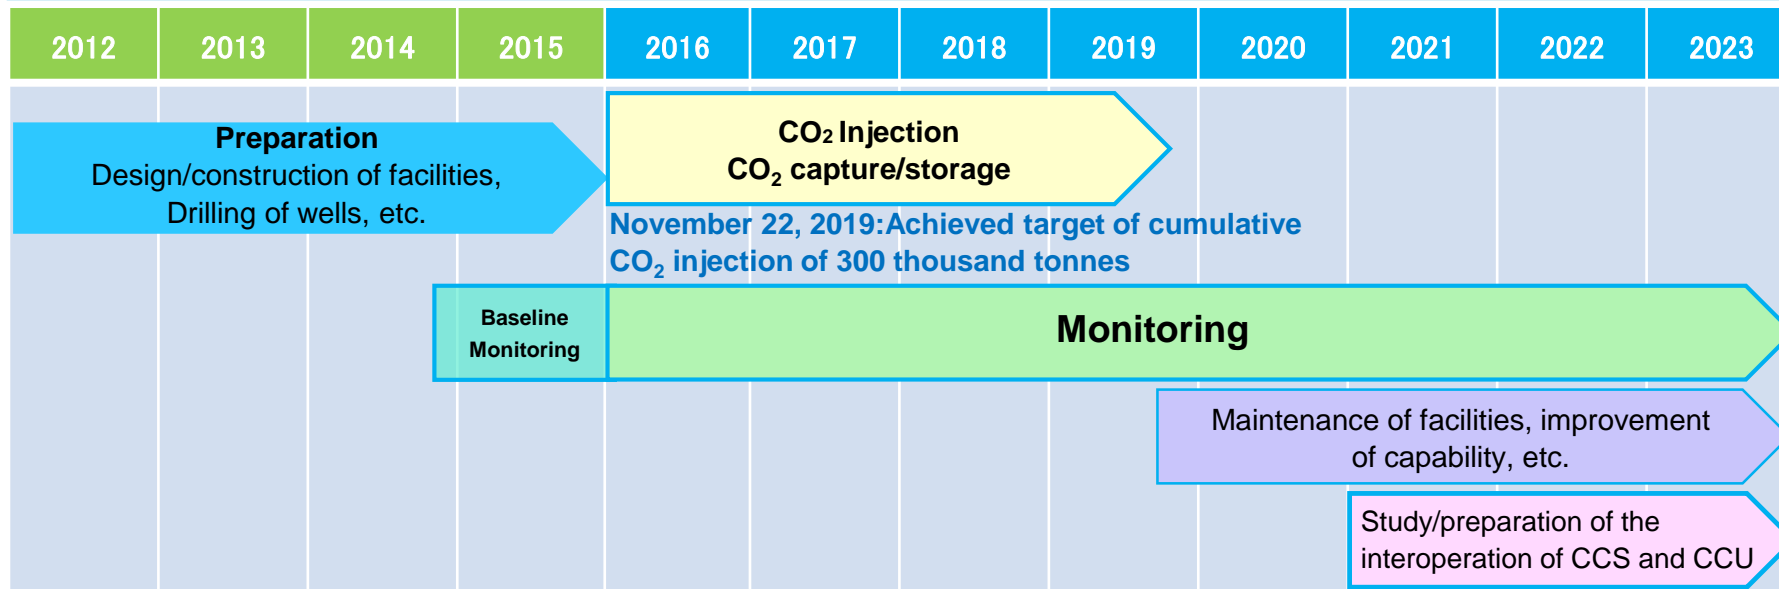 2012 2013 2014 2015 2016 2017 2018 2019 2020 2021 2022 2023
Preparation
Design/construction of facilities,
Drilling of wells, etc.
CO₂ Injection
CO₂ capture/storage
November 22, 2019:Achieved target of cumulative
CO₂ injection of 300 thousand tonnes
Baseline
Monitoring
Monitoring
Maintenance of facilities, improvement
of capability, etc.
Study/preparation of the
interoperation of CCS and CCU